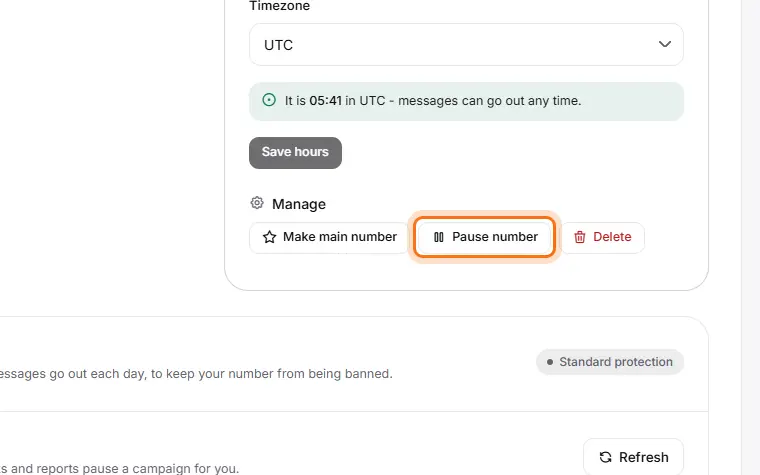 Timezone
UTC
It is 05:41 in UTC - messages can go out any time.
Save hours
Manage
Make main number
Pause number
Delete
essages go out each day, to keep your number from being banned.
Standard protection
ts and reports pause a campaign for you.
Refresh